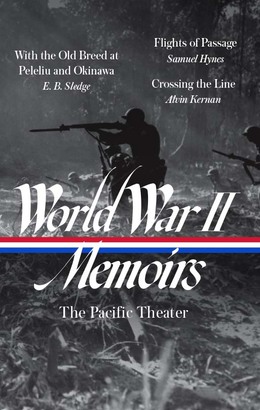 With the Old Breed at
Peleliu and Okinawa
E. B. Sledge
Flights of Passage
Samuel Hynes
Crossing the Line
Alvin Kernan
World War II
Memoirs
The Pacific Theater